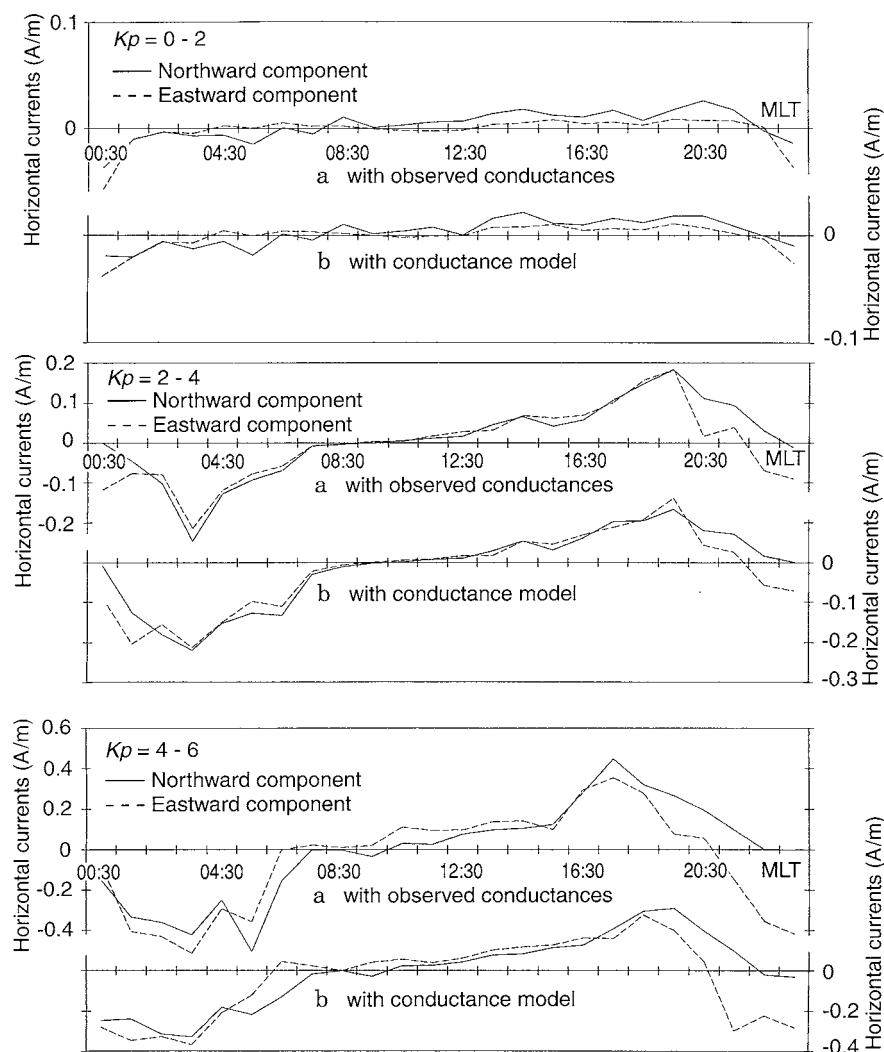 Horizontal currents (A/m)
0.1
Kp = 0 - 2
Northward component
Eastward component
MLT
0
00:30 04:30 08:30 12:30 16:30 20:30
a with observed conductances
Horizontal currents (A/m)
0
b with conductance model
-0.1
Horizontal currents (A/m)
0.2
Kp = 2 - 4
Northward component
0.1
Eastward component
0
00:30 04:30 08:30 12:30 16:30 20:30 MLT
-0.1
a with observed conductances
-0.2
Horizontal currents (A/m)
0
b with conductance model
-0.1
-0.2
-0.3
Horizontal currents (A/m)
0.6
Kp = 4 - 6
0.4
Northward component
Eastward component
0.2
0
00:30 04:30 08:30 12:30 16:30 20:30 MLT
-0.2
a with observed conductances
-0.4
Horizontal currents (A/m)
0
b with conductance model
-0.2
-0.4